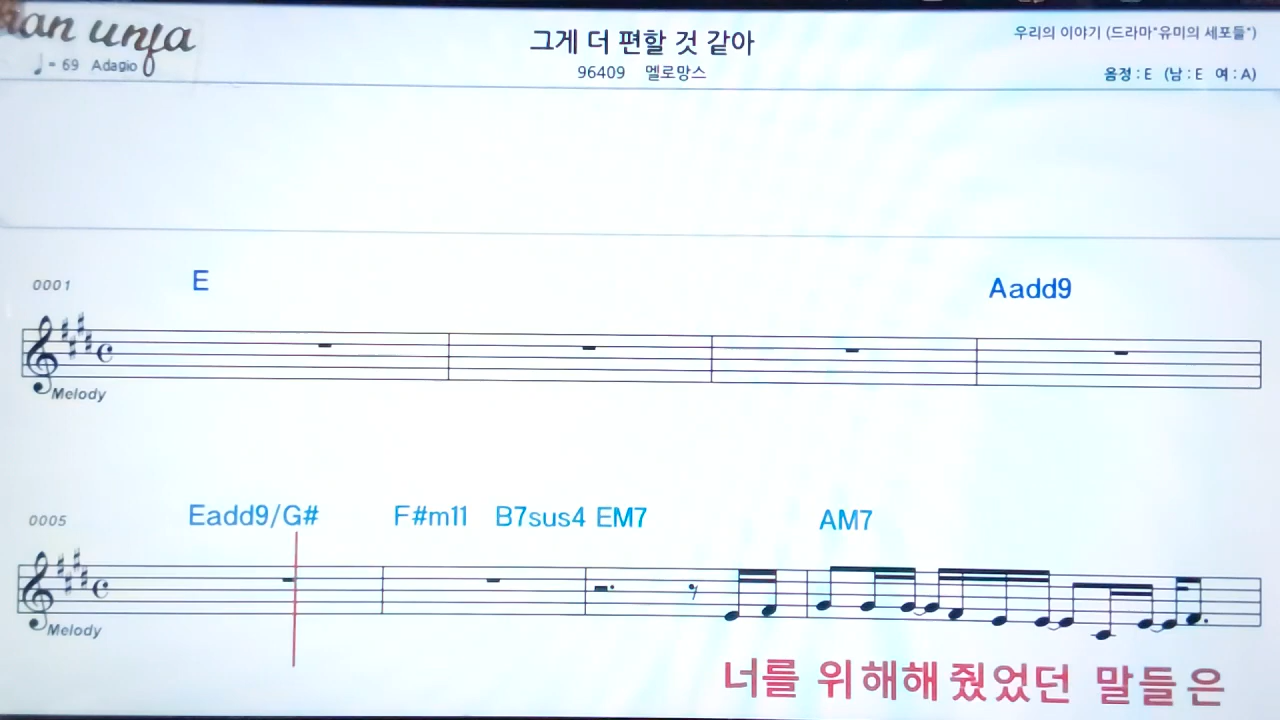 그게 더 편할 것 같아
우리의 이야기 (드라마"유미의 세포들")
♩= 69 Adagio
96409 멜로망스
음정 : E (남 : E 여 : A)
0001 E Aadd9
Melody
0005 Eadd9/G# F#m11 B7sus4 EM7 AM7
Melody
너를 위해해 줬었던 말들은